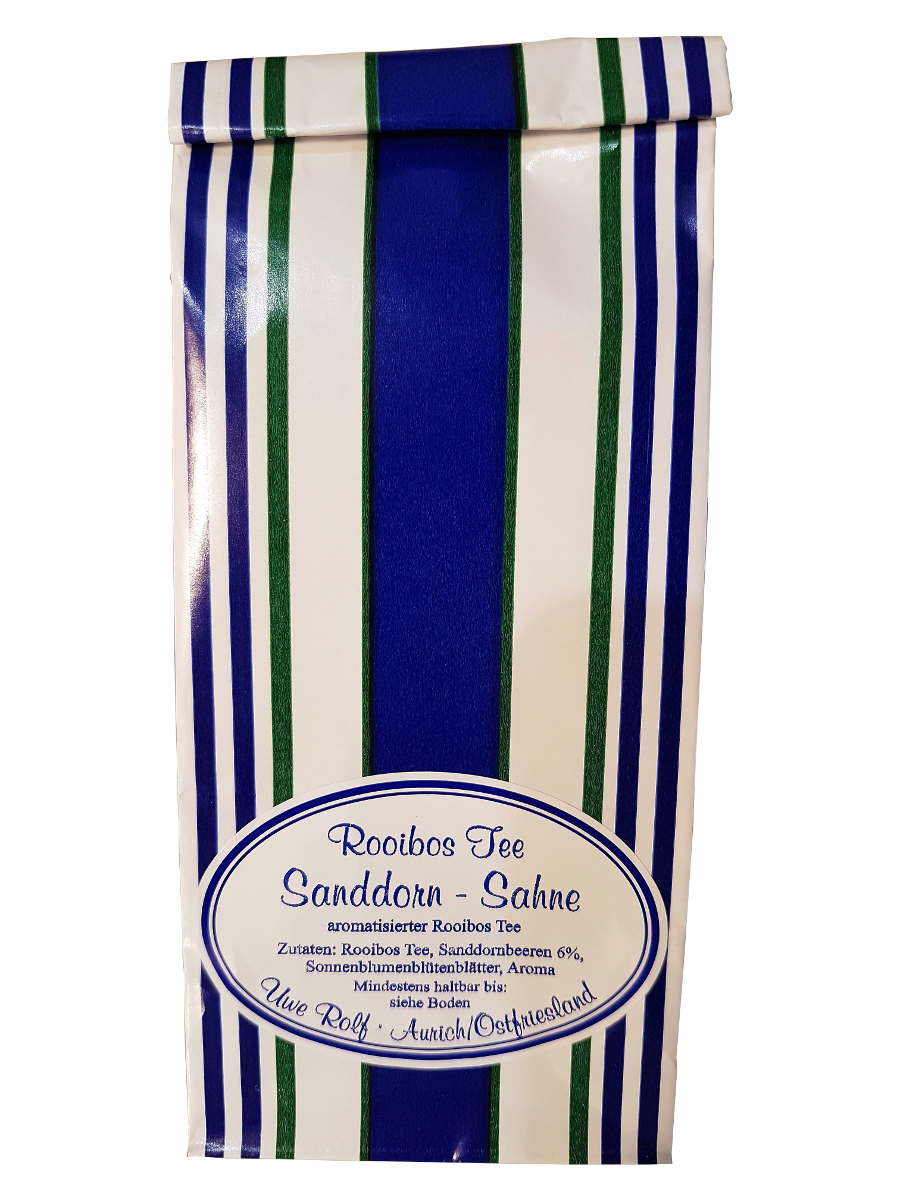 Rooibos Tee
Sanddorn - Sahne
aromatisierter Rooibos Tee
Zutaten: Rooibos Tee, Sanddornbeeren 6%,
Sonnenblumenblütenblätter, Aroma
Mindestens haltbar bis:
siehe Boden
Uwe Rolf · Aurich/Ostfriesland